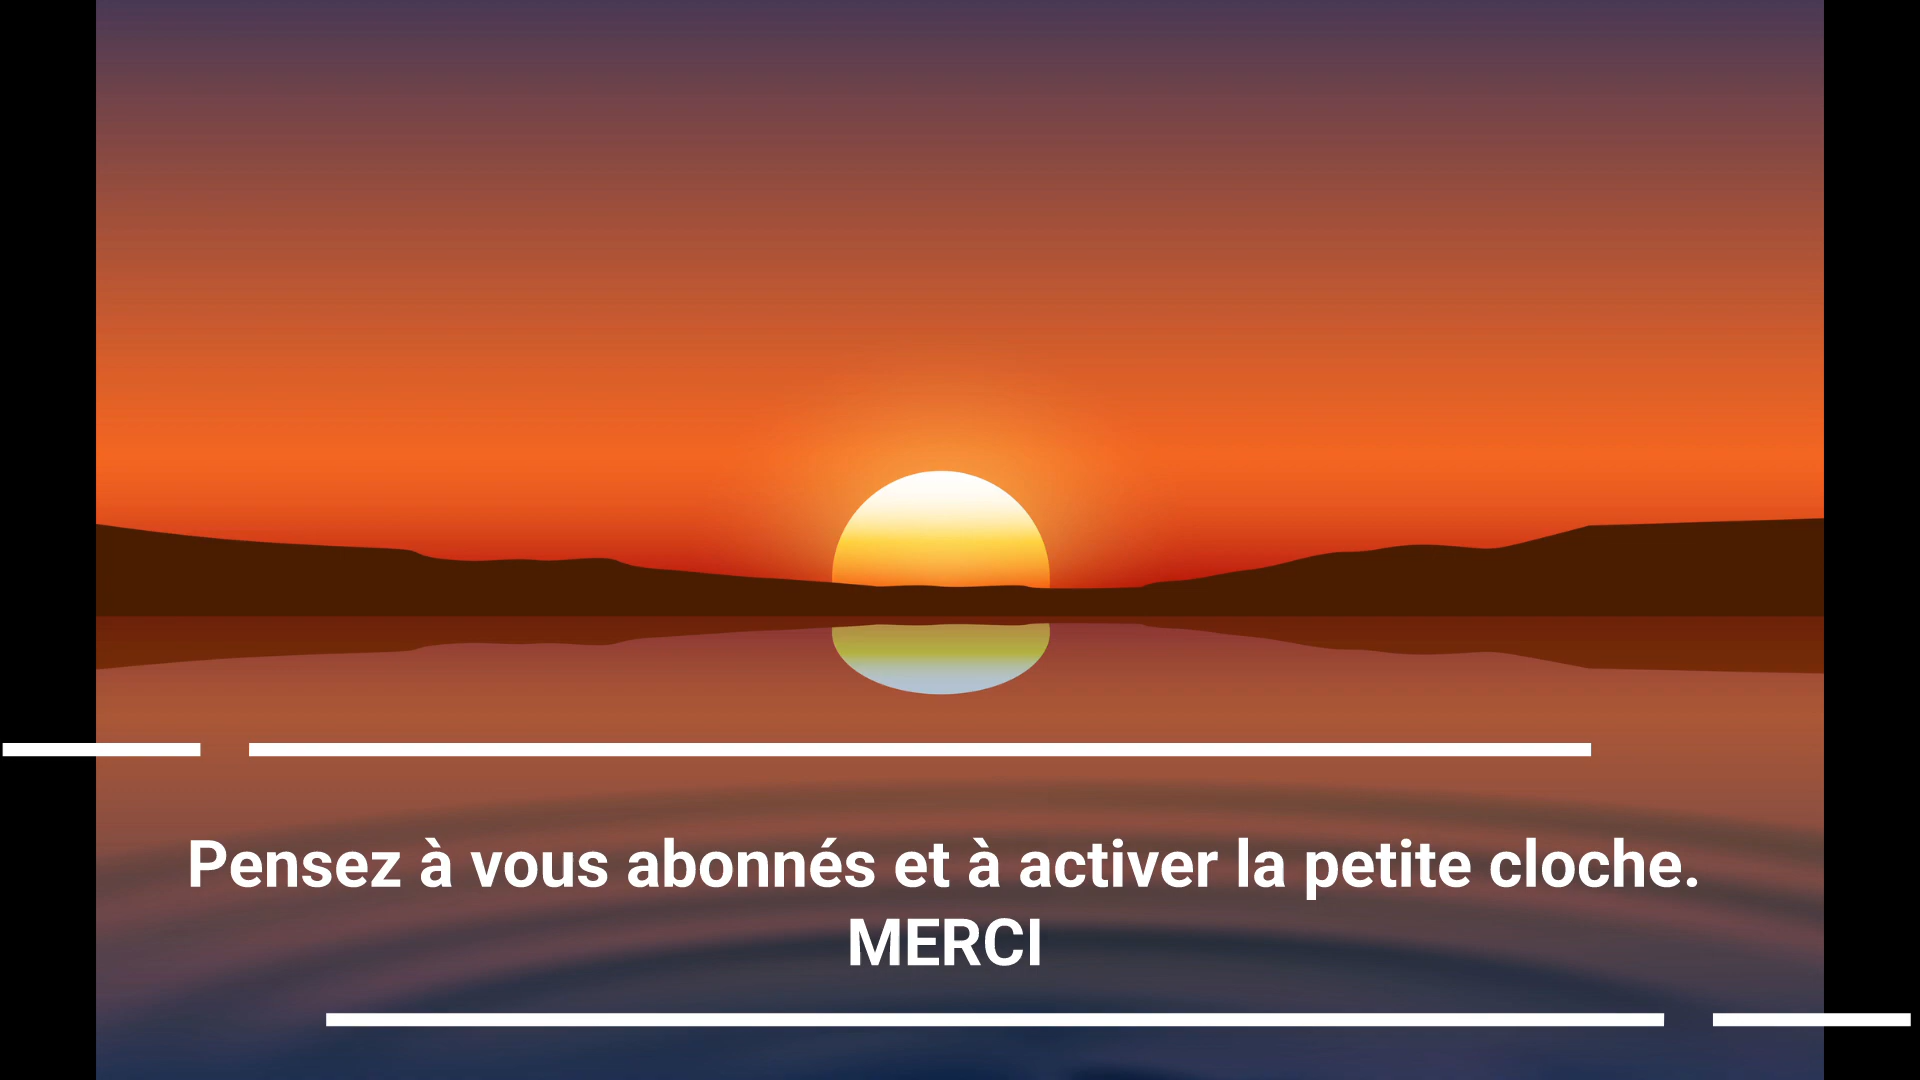 Pensez à vous abonnés et à activer la petite cloche.
MERCI